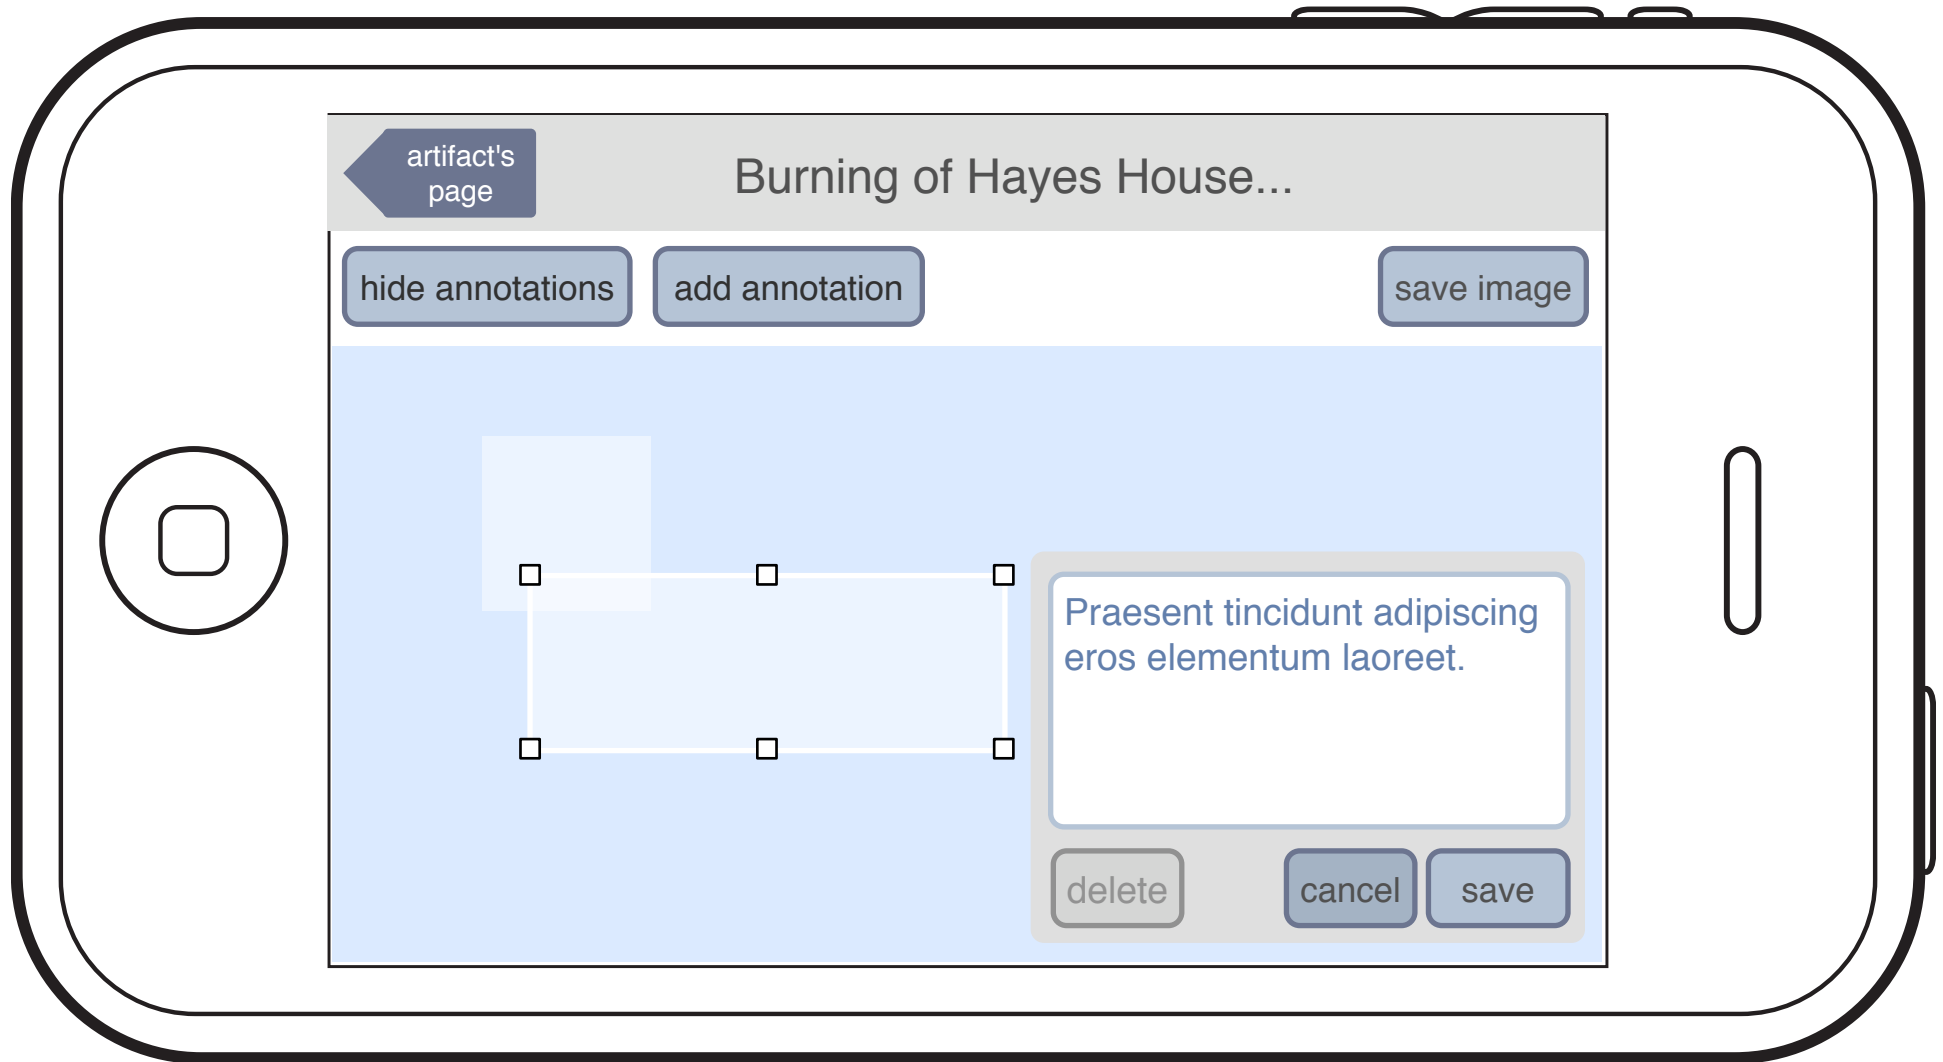 artifact's
page
Burning of Hayes House...
hide annotations
add annotation
save image
Praesent tincidunt adipiscing
eros elementum laoreet.
delete
cancel
save